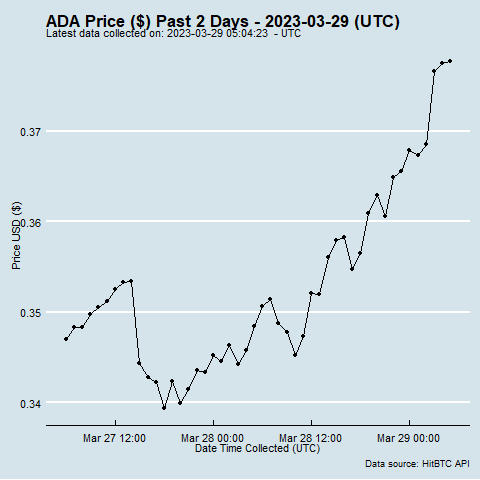 ADA Price ($) Past 2 Days - 2023-03-29 (UTC)
Latest data collected on: 2023-03-29 05:04:23  - UTC
0.37
0.36
0.35
0.34
Price USD ($)
Mar 27 12:00
Mar 28 00:00
Mar 28 12:00
Mar 29 00:00
Date Time Collected (UTC)
Data source: HitBTC API